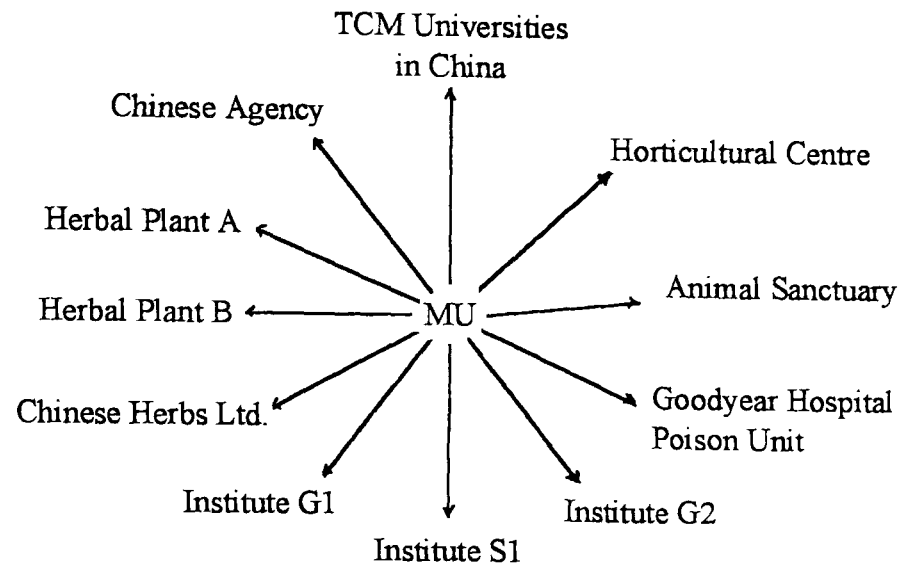 TCM Universities
in China
Chinese Agency
Horticultural Centre
Herbal Plant A
Animal Sanctuary
Herbal Plant B
MU
Goodyear Hospital
Poison Unit
Chinese Herbs Ltd.
Institute G1
Institute G2
Institute S1